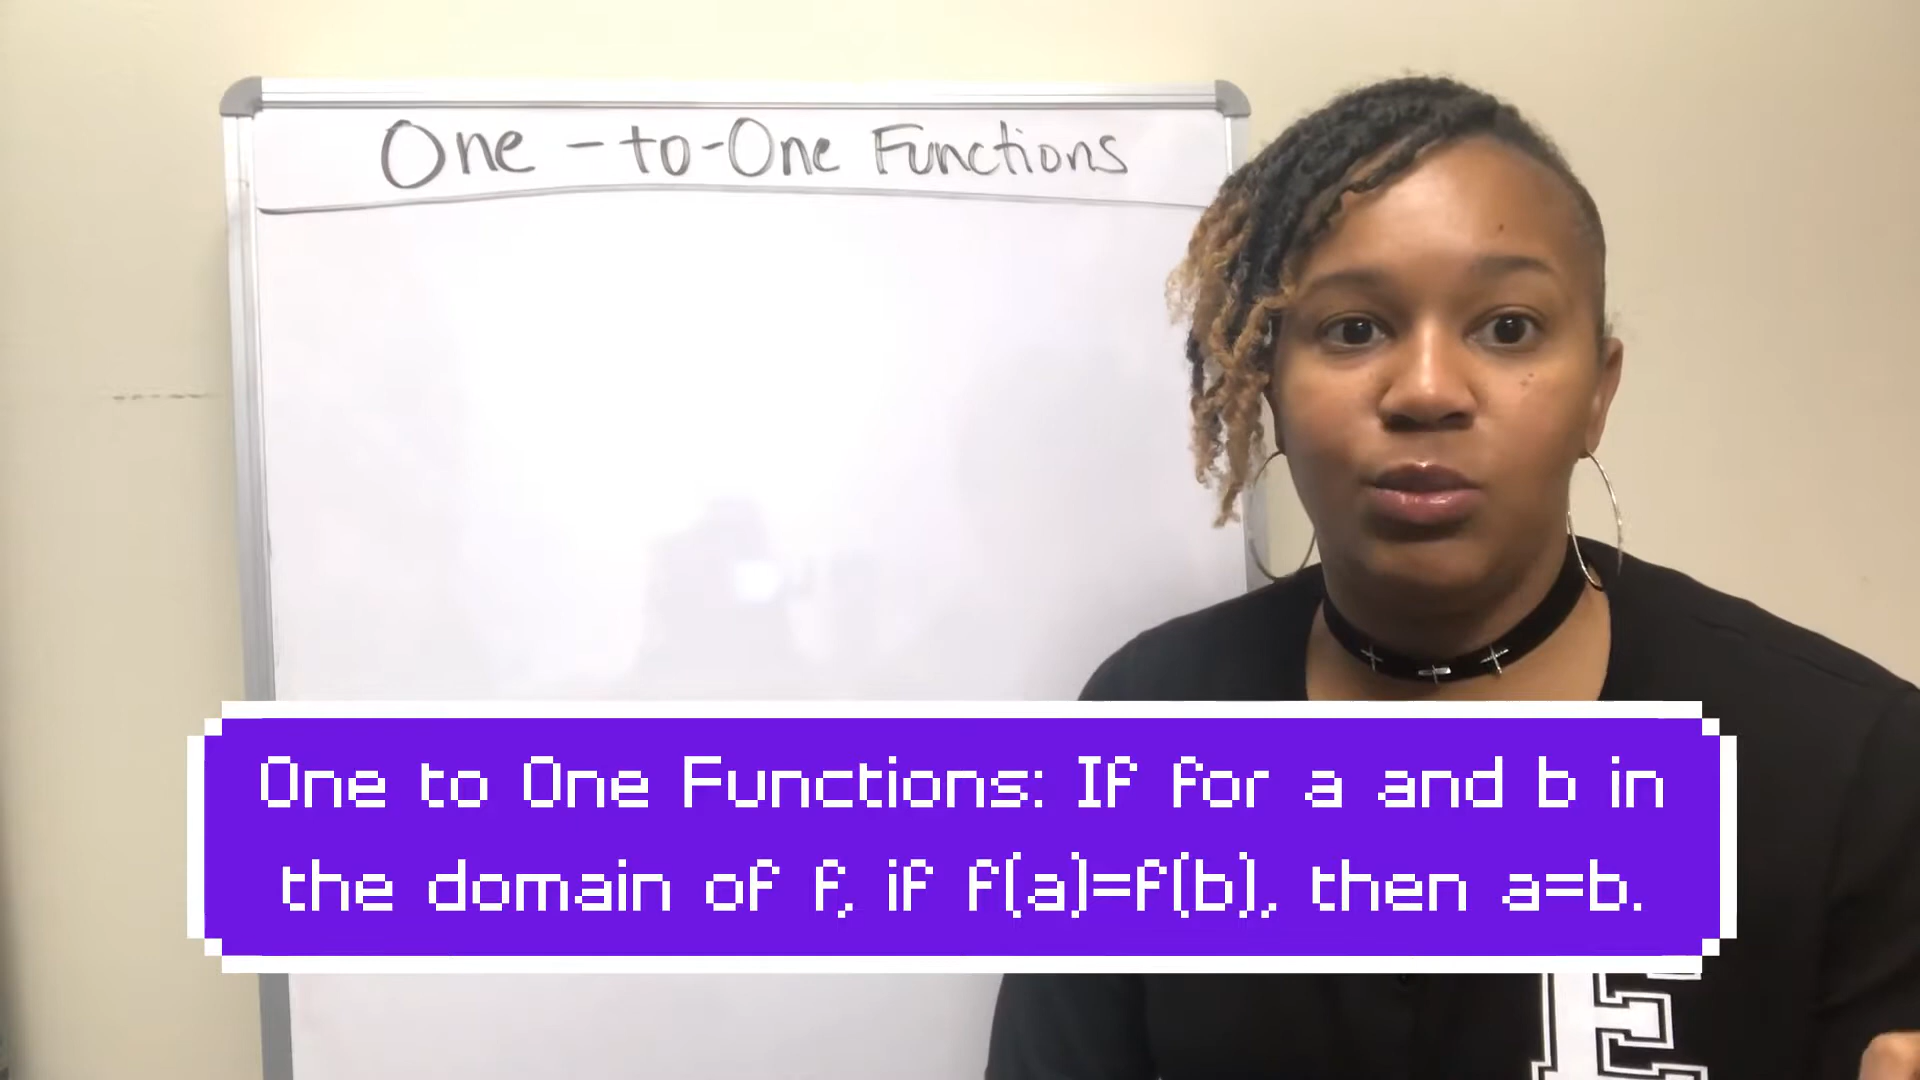 One-to-One Functions
One to One Functions: If for a and b in
the domain of f, if f(a)=f(b), then a=b.
E